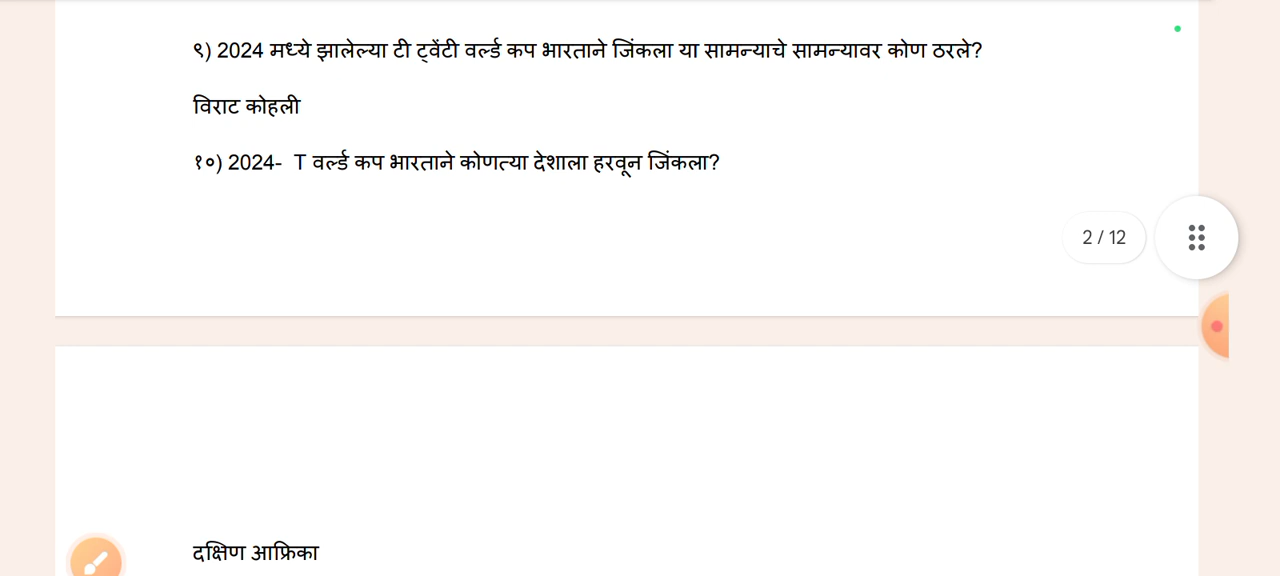 ९) 2024 मध्ये झालेल्या टी ट्वेंटी वर्ल्ड कप भारताने जिंकला या सामन्याचे सामन्यावर कोण ठरले?
विराट कोहली
१०) 2024- T वर्ल्ड कप भारताने कोणत्या देशाला हरवून जिंकला?
2 / 12
दक्षिण आफ्रिका